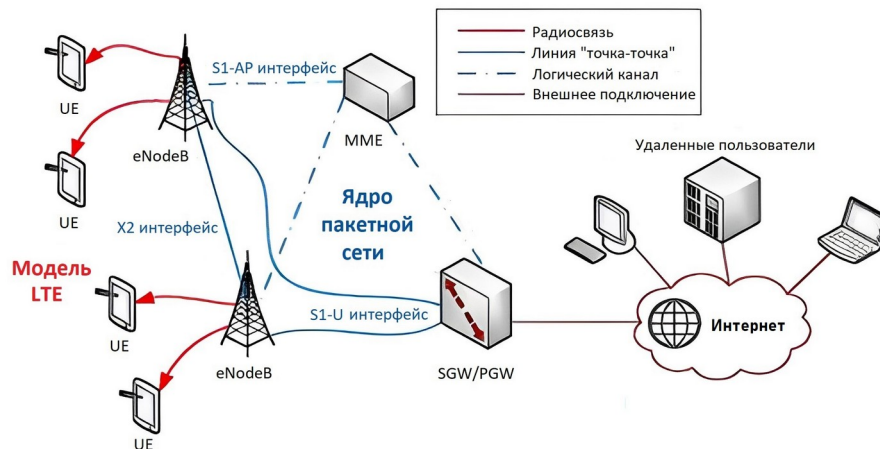 Радиосвязь
Линия "точка-точка"
Логический канал
Внешнее подключение
S1-AP интерфейс
UE
eNodeB
MME
UE
Удаленные пользователи
Ядро
пакетной
сети
X2 интерфейс
Модель
LTE
S1-U интерфейс
Интернет
UE
eNodeB
SGW/PGW
UE